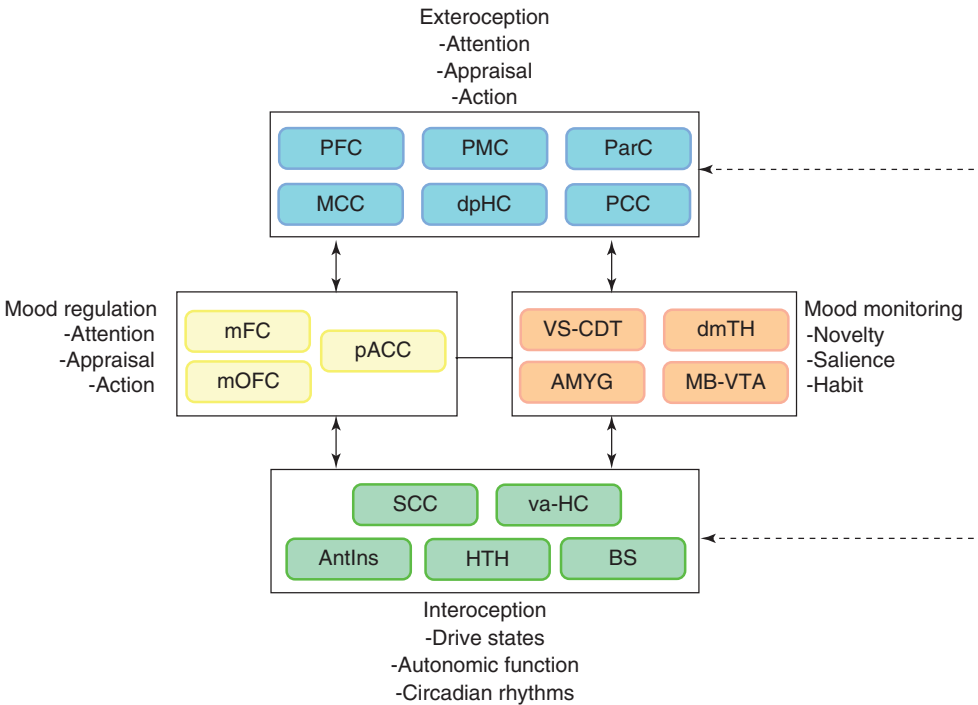 Exteroception
-Attention
-Appraisal
-Action
PFC
PMC
ParC
MCC
dpHC
PCC
Mood regulation
-Attention
-Appraisal
-Action
mFC
mOFC
pACC
VS-CDT
dmTH
AMYG
MB-VTA
Mood monitoring
-Novelty
-Salience
-Habit
SCC
va-HC
AntIns
HTH
BS
Interoception
-Drive states
-Autonomic function
-Circadian rhythms